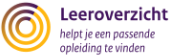 Leeroverzicht
helpt je een passende
opleiding te vinden